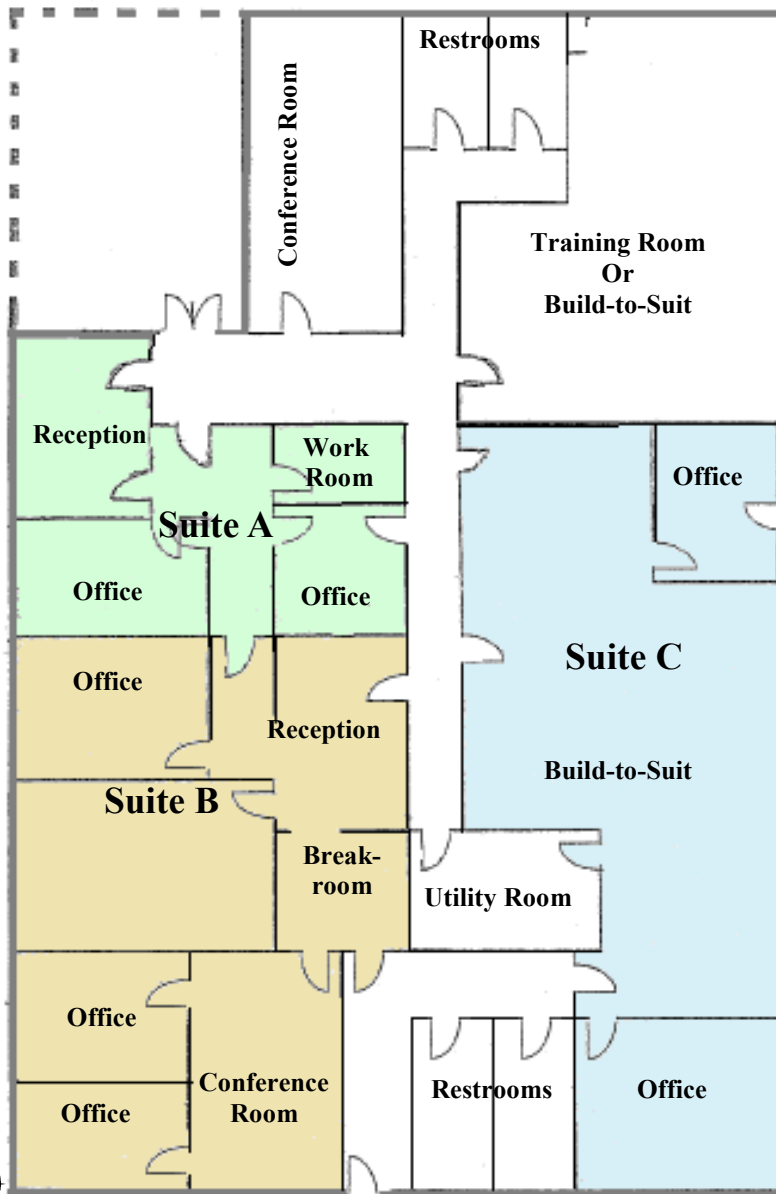 Restrooms
Conference Room
Training Room
Or
Build-to-Suit
Reception
Work
Room
Office
Suite A
Office
Office
Suite C
Office
Reception
Build-to-Suit
Suite B
Break-
room
Utility Room
Office
Conference
Room
Office
Restrooms
Office